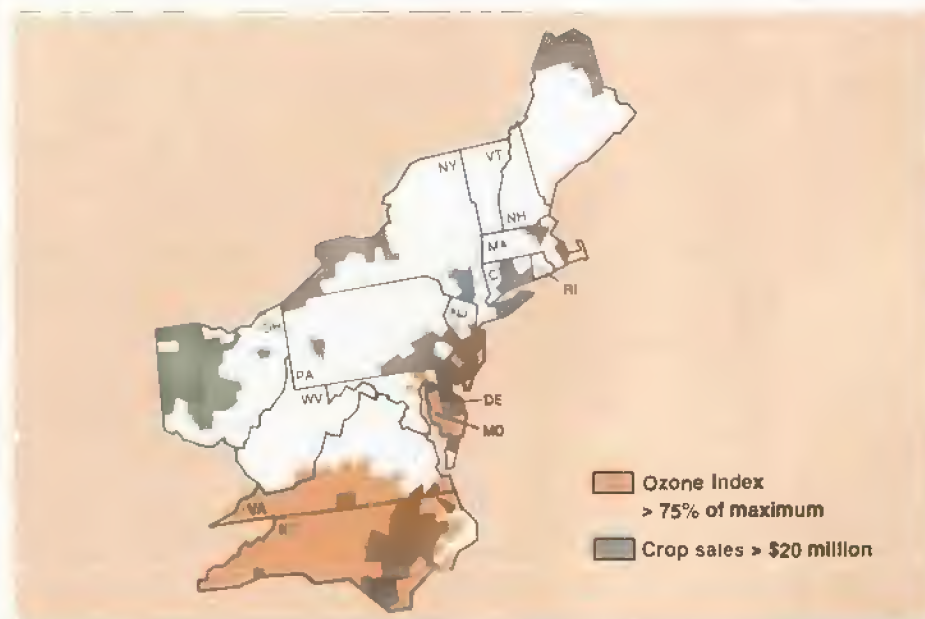 NY
VT
NH
MA
C
RI
NJ
PA
WV
DE
MD
VA
N
Ozone Index
> 75% of maximum
Crop sales > $20 million